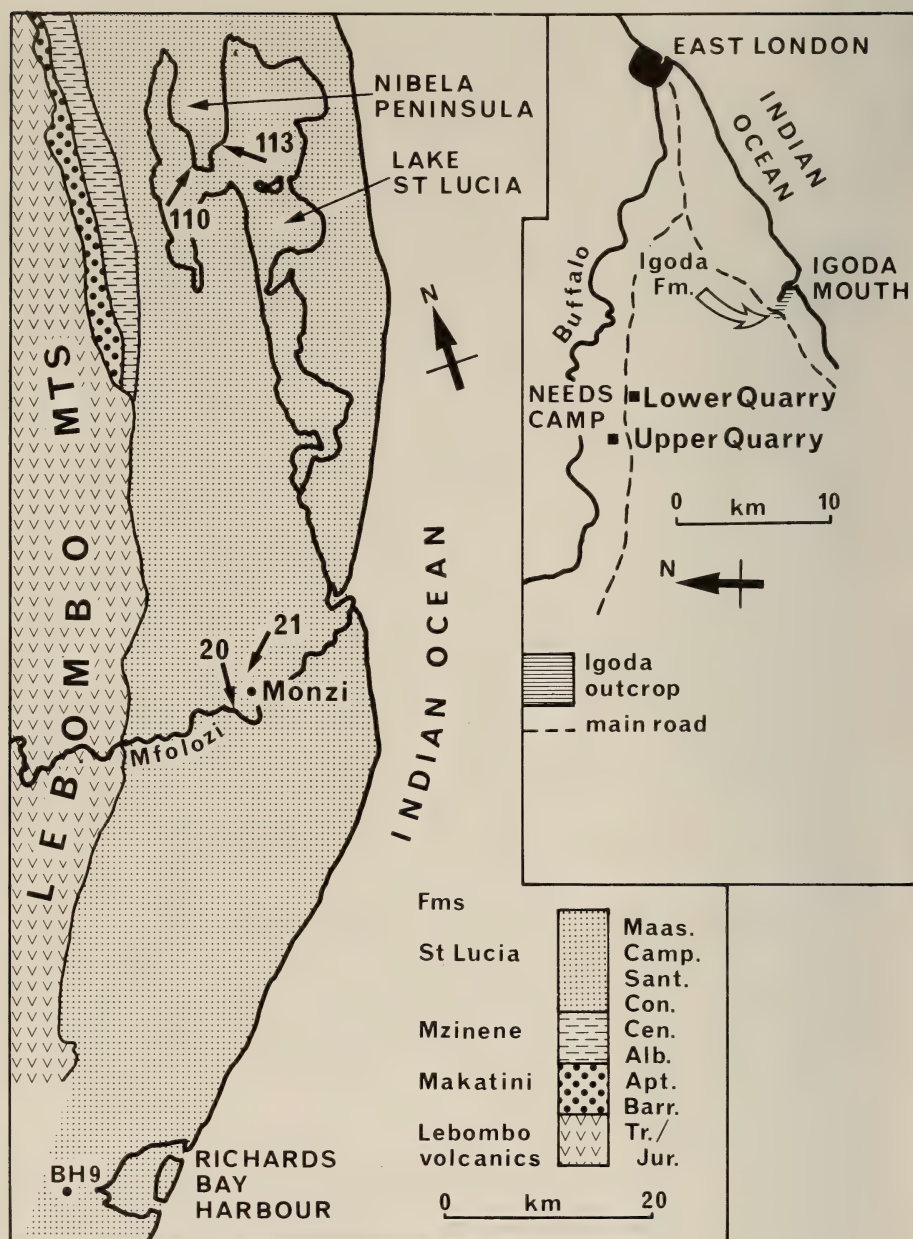 NIBELA
PENINSULA
113
LAKE
ST LUCIA
110
N
LEBOMBO MTS
20
21
Monzi
Mfolozi
INDIAN OCEAN
BH9
RICHARDS
BAY
HARBOUR
EAST LONDON
INDIAN
OCEAN
Buffalo
Igoda
Fm.
IGODA
MOUTH
NEEDS
CAMP
Lower Quarry
Upper Quarry
0 km 10
N
Igoda
outcrop
main road
Fms
St Lucia
Maas.
Camp.
Sant.
Con.
Mzinene
Cen.
Alb.
Makatini
Apt.
Barr.
Lebombo
volcanics
Tr./
Jur.
0 km 20